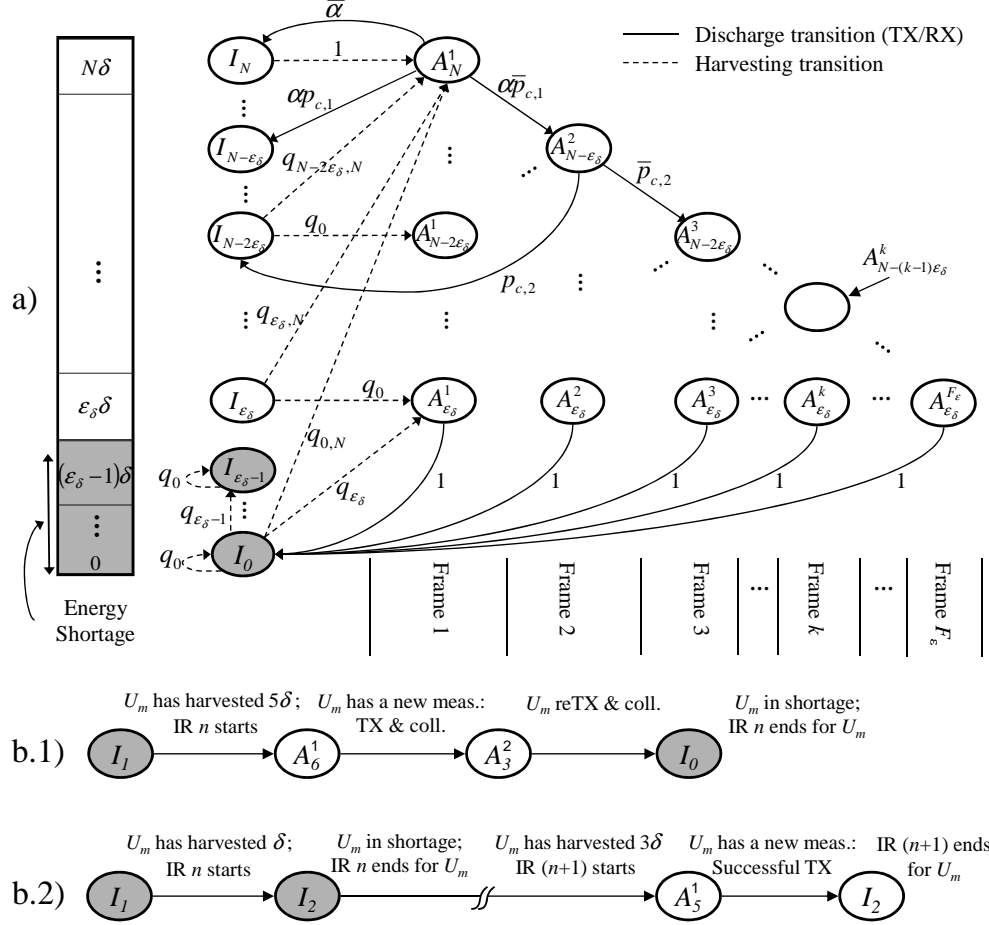 Discharge transition (TX/RX)
Harvesting transition
a)
Nδ
⋮
ε_δ δ
(ε_δ −1)δ
⋮
0
Energy
Shortage
ᾱ
I_N
1
A_N^1
αp_{c,1}
αp̄_{c,1}
I_{N−ε_δ}
A_{N−ε_δ}^2
q_{N−2ε_δ,N}
p̄_{c,2}
I_{N−2ε_δ}
q_0
A_{N−2ε_δ}^1
A_{N−2ε_δ}^3
p_{c,2}
A_{N−(k−1)ε_δ}^k
q_{ε_δ,N}
I_{ε_δ}
q_0
A_{ε_δ}^1
A_{ε_δ}^2
A_{ε_δ}^3
...
A_{ε_δ}^k
...
A_{ε_δ}^{F_ε}
q_{0,N}
q_0
I_{ε_δ−1}
q_{ε_δ}
1
1
1
1
1
q_{ε_δ−1}
q_0
I_0
Frame 1
Frame 2
Frame 3
...
Frame k
...
Frame F_ε
b.1)
U_m has harvested 5δ;
IR n starts
U_m has a new meas.:
TX & coll.
U_m reTX & coll.
U_m in shortage;
IR n ends for U_m
I_1
A_6^1
A_3^2
I_0
b.2)
U_m has harvested δ;
IR n starts
U_m in shortage;
IR n ends for U_m
U_m has harvested 3δ
IR (n+1) starts
U_m has a new meas.:
Successful TX
IR (n+1) ends
for U_m
I_1
I_2
A_5^1
I_2